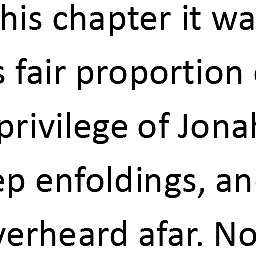 his chapter it wa
s fair proportion
privilege of Jonah
ep enfoldings, an
verheard afar. No